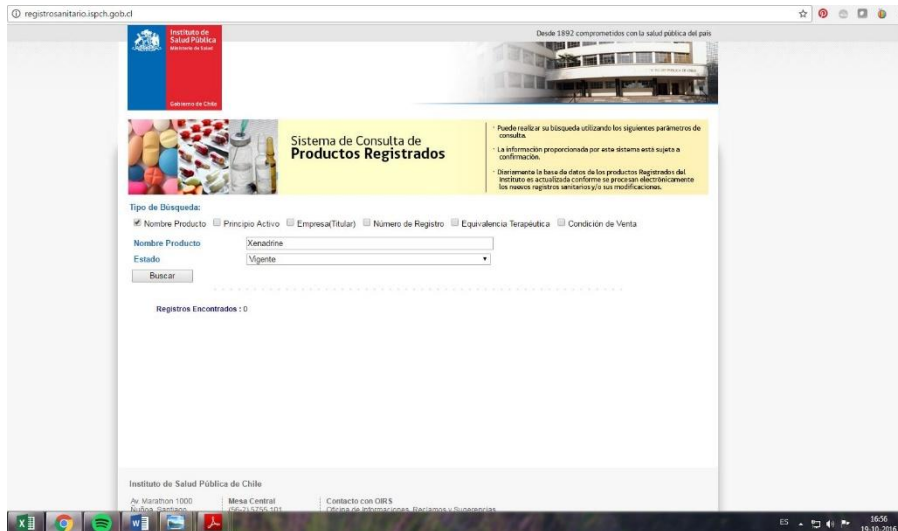 registrosanitario.ispch.gob.cl
Instituto de
Salud Pública
Ministerio de Salud
Gobierno de Chile
Desde 1892 comprometidos con la salud pública del país
Sistema de Consulta de
Productos Registrados
· Puede realizar su búsqueda utilizando los siguientes parámetros de
consulta.
· La información proporcionada por este sistema está sujeta a
confirmación.
· Diariamente la base de datos de los productos Registrados del
Instituto es actualizada conforme se procesan electrónicamente
los nuevos registros sanitarios y/o sus modificaciones.
Tipo de Búsqueda:
Nombre Producto Principio Activo Empresa(Titular) Número de Registro Equivalencia Terapéutica Condición de Venta
Nombre Producto Xenadrine
Estado Vigente
Buscar
Registros Encontrados : 0
Instituto de Salud Pública de Chile
Av. Marathon 1000 Mesa Central Contacto con OIRS
Ñuñoa, Santiago (56-2) 5755 101 Oficina de Informaciones, Reclamos y Sugerencias
ES 16:56
19-10-2016